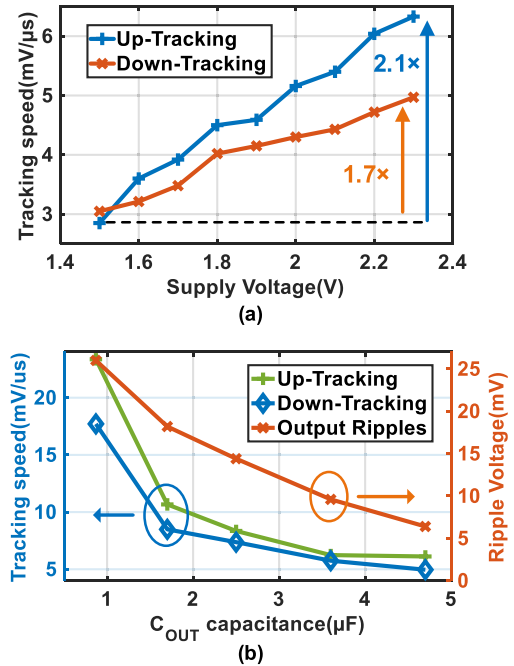 Tracking speed(mV/µs)
6
5
4
3
Up-Tracking
Down-Tracking
2.1×
1.7×
1.4 1.6 1.8 2 2.2 2.4
Supply Voltage(V)
(a)
Tracking speed(mV/us)
20
15
10
5
Up-Tracking
Down-Tracking
Output Ripples
25
20
15
10
5
0
Ripple Voltage(mV)
1 2 3 4 5
C_OUT capacitance(µF)
(b)